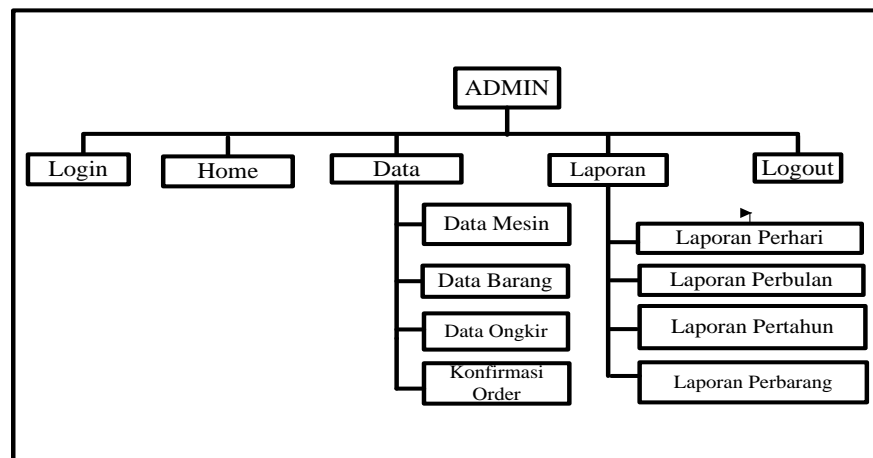 ADMIN
Login
Home
Data
Laporan
Logout
Data Mesin
Data Barang
Data Ongkir
Konfirmasi
Order
Laporan Perhari
Laporan Perbulan
Laporan Pertahun
Laporan Perbarang